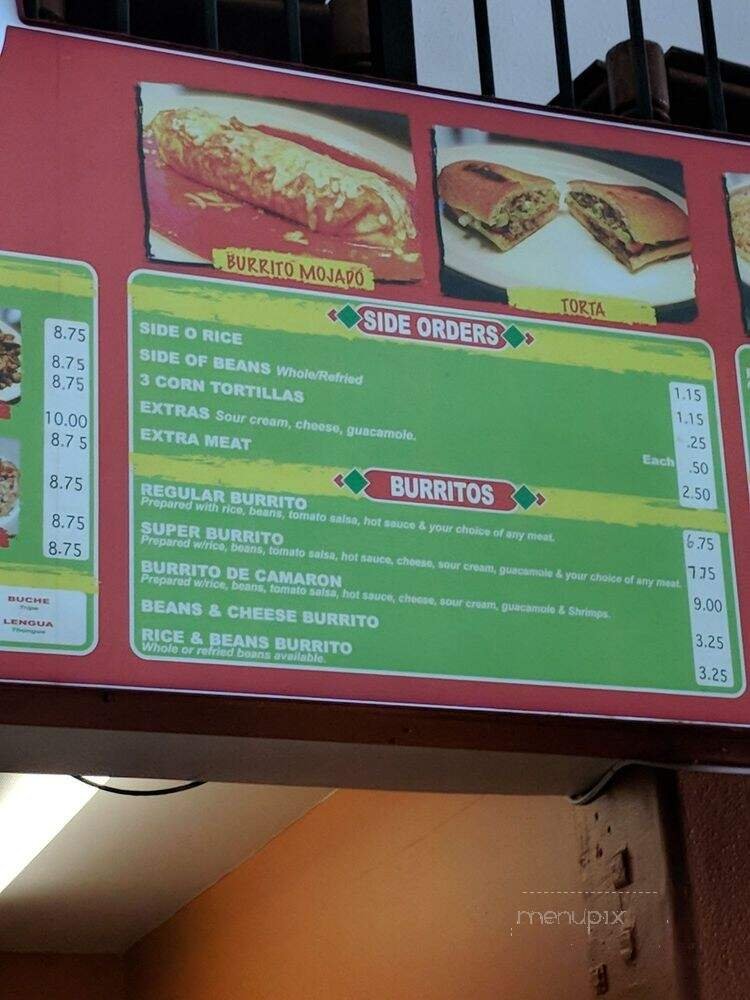 BURRITO MOJADO
TORTA
8.75
8.75
8.75
10.00
8.75
8.75
8.75
8.75
BUCHE
Tripe
LENGUA
Thongue
SIDE ORDERS
SIDE O RICE 1.15
SIDE OF BEANS Whole/Refried 1.15
3 CORN TORTILLAS .25
EXTRAS Sour cream, cheese, guacamole. Each .50
EXTRA MEAT 2.50
BURRITOS
REGULAR BURRITO 6.75
Prepared with rice, beans, tomato salsa, hot sauce & your choice of any meat.
SUPER BURRITO 7.75
Prepared w/rice, beans, tomato salsa, hot sauce, cheese, sour cream, guacamole & your choice of any meat.
BURRITO DE CAMARON 9.00
Prepared w/rice, beans, tomato salsa, hot sauce, cheese, sour cream, guacamole & Shrimps.
BEANS & CHEESE BURRITO 3.25
RICE & BEANS BURRITO 3.25
Whole or refried beans available.
menupix